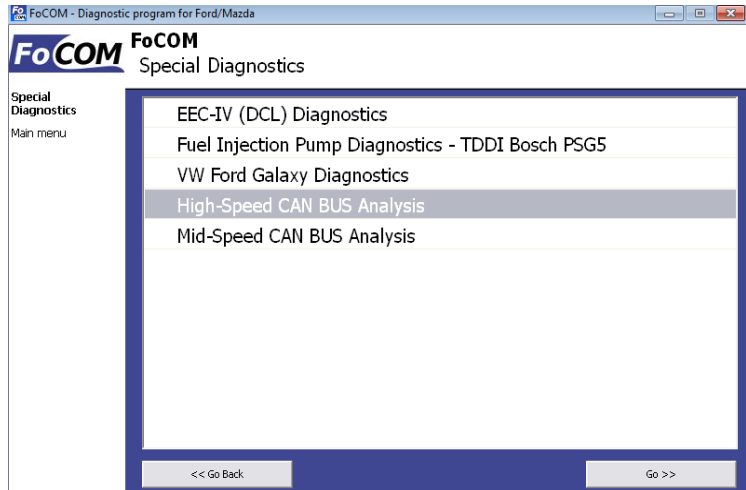 FoCOM - Diagnostic program for Ford/Mazda
FoCOM
FoCOM
Special Diagnostics
Special
Diagnostics
Main menu
EEC-IV (DCL) Diagnostics
Fuel Injection Pump Diagnostics - TDDI Bosch PSG5
VW Ford Galaxy Diagnostics
High-Speed CAN BUS Analysis
Mid-Speed CAN BUS Analysis
<< Go Back
Go >>